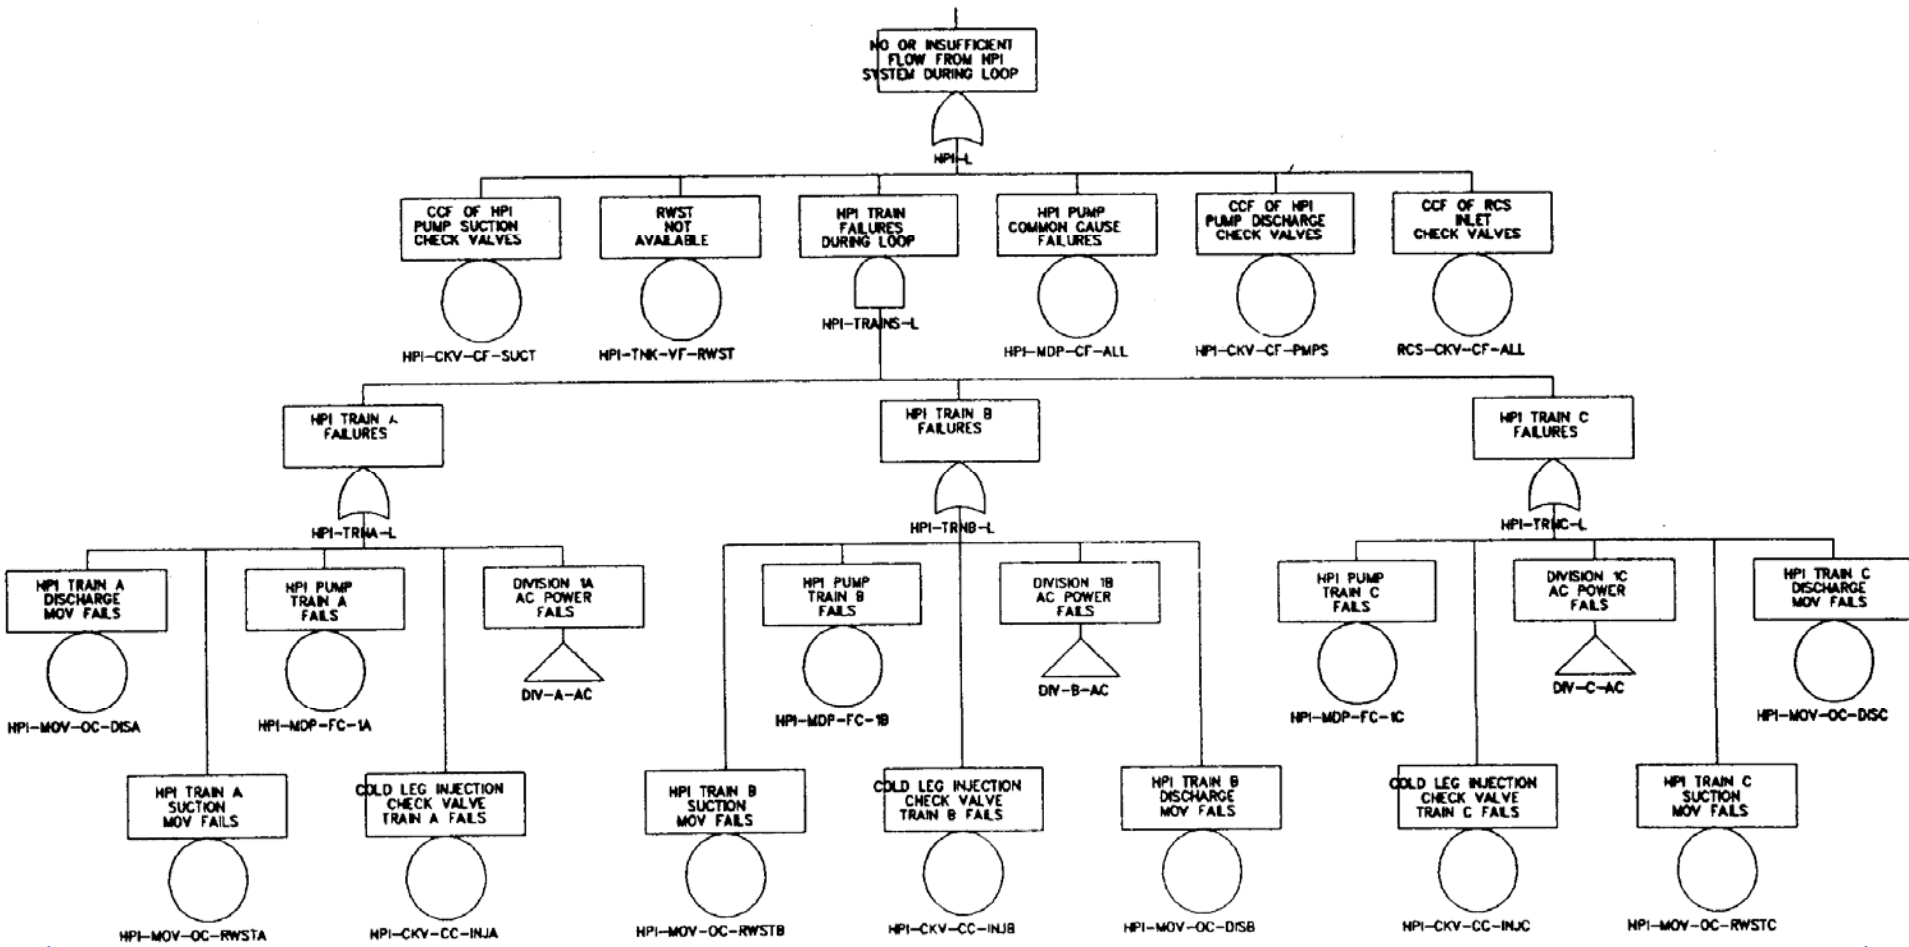 NO OR INSUFFICIENT
FLOW FROM HPI
SYSTEM DURING LOOP
HPI-L
CCF OF HPI
PUMP SUCTION
CHECK VALVES
HPI-CKV-CF-SUCT
RWST
NOT
AVAILABLE
HPI-TNK-VF-RWST
HPI TRAIN
FAILURES
DURING LOOP
HPI-TRAINS-L
HPI PUMP
COMMON CAUSE
FAILURES
HPI-MDP-CF-ALL
CCF OF HPI
PUMP DISCHARGE
CHECK VALVES
HPI-CKV-CF-PMPS
CCF OF RCS
INLET
CHECK VALVES
RCS-CKV-CF-ALL
HPI TRAIN A
FAILURES
HPI-TRNA-L
HPI TRAIN B
FAILURES
HPI-TRNB-L
HPI TRAIN C
FAILURES
HPI-TRNC-L
HPI TRAIN A
DISCHARGE
MOV FAILS
HPI-MOV-OC-DISA
HPI PUMP
TRAIN A
FAILS
HPI-MDP-FC-1A
DIVISION 1A
AC POWER
FAILS
DIV-A-AC
HPI PUMP
TRAIN B
FAILS
HPI-MDP-FC-1B
DIVISION 1B
AC POWER
FAILS
DIV-B-AC
HPI PUMP
TRAIN C
FAILS
HPI-MDP-FC-1C
DIVISION 1C
AC POWER
FAILS
DIV-C-AC
HPI TRAIN C
DISCHARGE
MOV FAILS
HPI-MOV-OC-DISC
HPI TRAIN A
SUCTION
MOV FAILS
HPI-MOV-OC-RWSTA
COLD LEG INJECTION
CHECK VALVE
TRAIN A FAILS
HPI-CKV-CC-INJA
HPI TRAIN B
SUCTION
MOV FAILS
HPI-MOV-OC-RWSTB
COLD LEG INJECTION
CHECK VALVE
TRAIN B FAILS
HPI-CKV-CC-INJB
HPI TRAIN B
DISCHARGE
MOV FAILS
HPI-MOV-OC-DISB
COLD LEG INJECTION
CHECK VALVE
TRAIN C FAILS
HPI-CKV-CC-INJC
HPI TRAIN C
SUCTION
MOV FAILS
HPI-MOV-OC-RWSTC